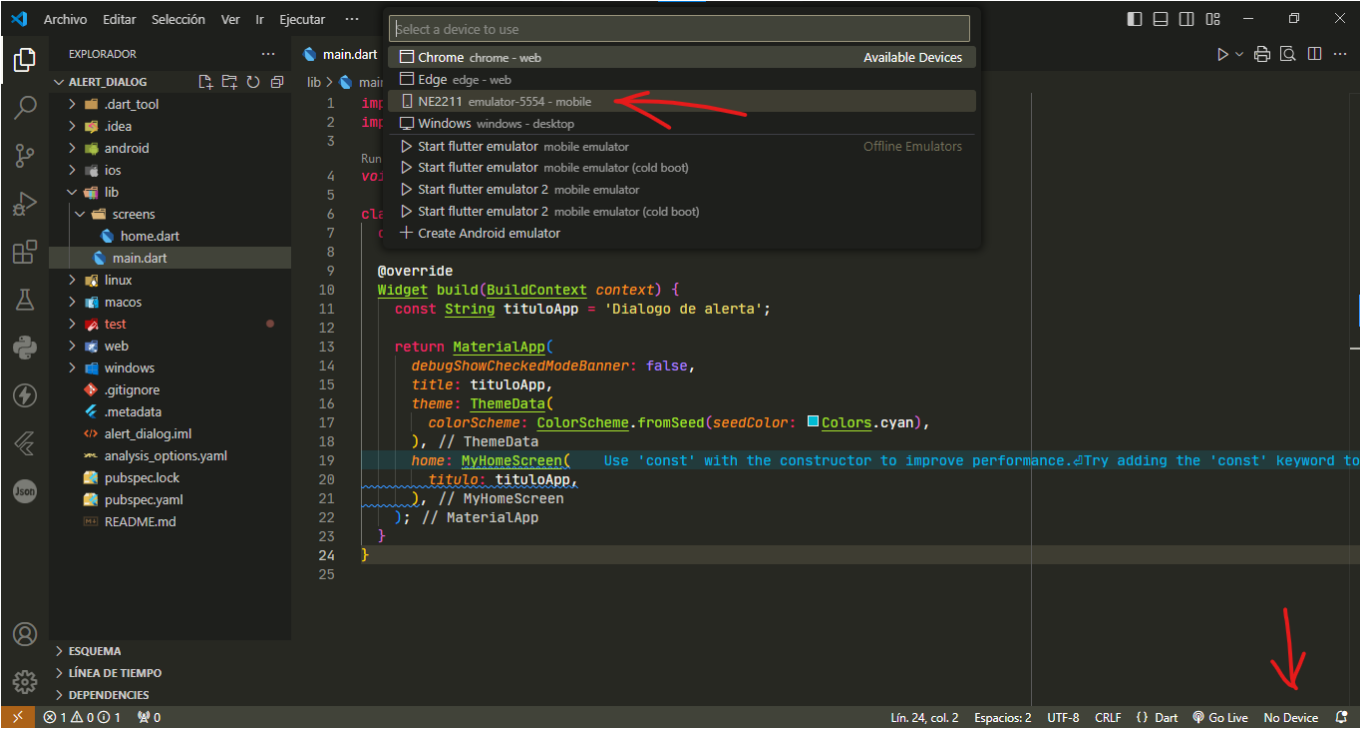 Archivo Editar Selección Ver Ir Ejecutar ···
Select a device to use
Chrome chrome - web Available Devices
Edge edge - web
NE2211 emulator-5554 - mobile
Windows windows - desktop
Start flutter emulator mobile emulator Offline Emulators
Start flutter emulator mobile emulator (cold boot)
Start flutter emulator 2 mobile emulator
Start flutter emulator 2 mobile emulator (cold boot)
Create Android emulator
EXPLORADOR
ALERT_DIALOG
.dart_tool
.idea
android
ios
lib
screens
home.dart
main.dart
linux
macos
test
web
windows
.gitignore
.metadata
alert_dialog.iml
analysis_options.yaml
pubspec.lock
pubspec.yaml
README.md
ESQUEMA
LÍNEA DE TIEMPO
DEPENDENCIES
Json
main.dart
lib >
1
2
3
Run
4
5
6
7
8
9 @override
10 Widget build(BuildContext context) {
11 const String tituloApp = 'Dialogo de alerta';
12
13 return MaterialApp(
14 debugShowCheckedModeBanner: false,
15 title: tituloApp,
16 theme: ThemeData(
17 colorScheme: ColorScheme.fromSeed(seedColor: Colors.cyan),
18 ), // ThemeData
19 home: MyHomeScreen( Use 'const' with the constructor to improve performance.⏎Try adding the 'const' keyword to
20 titulo: tituloApp,
21 ), // MyHomeScreen
22 ); // MaterialApp
23 }
24 }
25
1 0 1 0
Lín. 24, col. 2 Espacios: 2 UTF-8 CRLF {} Dart Go Live No Device